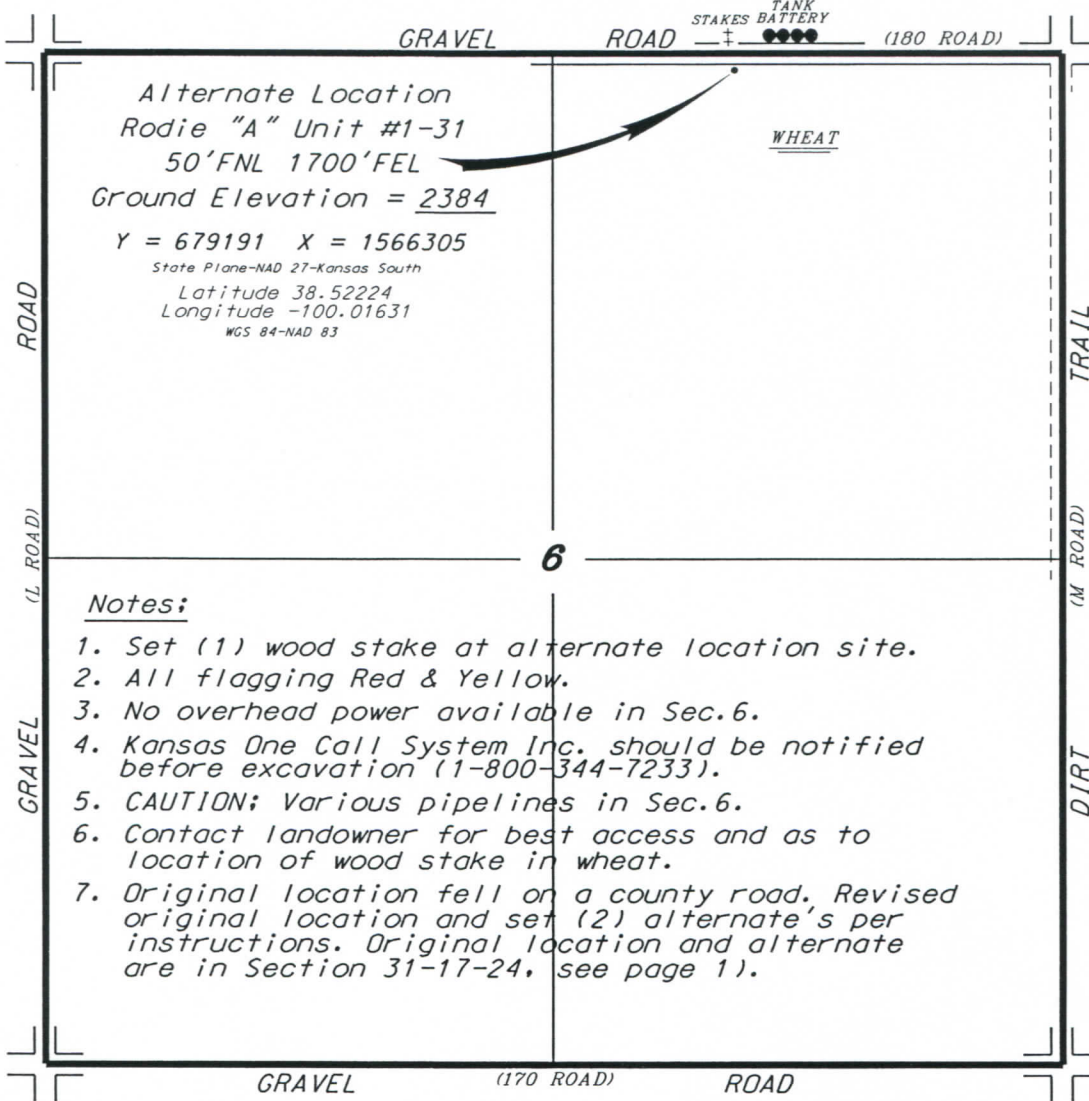 TANK
STAKES BATTERY
GRAVEL ROAD (180 ROAD)
Alternate Location
Rodie "A" Unit #1-31
50'FNL 1700'FEL
Ground Elevation = 2384
Y = 679191 X = 1566305
State Plane-NAD 27-Kansas South
Latitude 38.52224
Longitude -100.01631
WGS 84-NAD 83
WHEAT
ROAD
(L ROAD)
GRAVEL
TRAIL
(M ROAD)
DIRT
6
Notes:
1. Set (1) wood stake at alternate location site.
2. All flagging Red & Yellow.
3. No overhead power available in Sec.6.
4. Kansas One Call System Inc. should be notified
before excavation (1-800-344-7233).
5. CAUTION: Various pipelines in Sec.6.
6. Contact landowner for best access and as to
location of wood stake in wheat.
7. Original location fell on a county road. Revised
original location and set (2) alternate's per
instructions. Original location and alternate
are in Section 31-17-24. see page 1).
GRAVEL (170 ROAD) ROAD